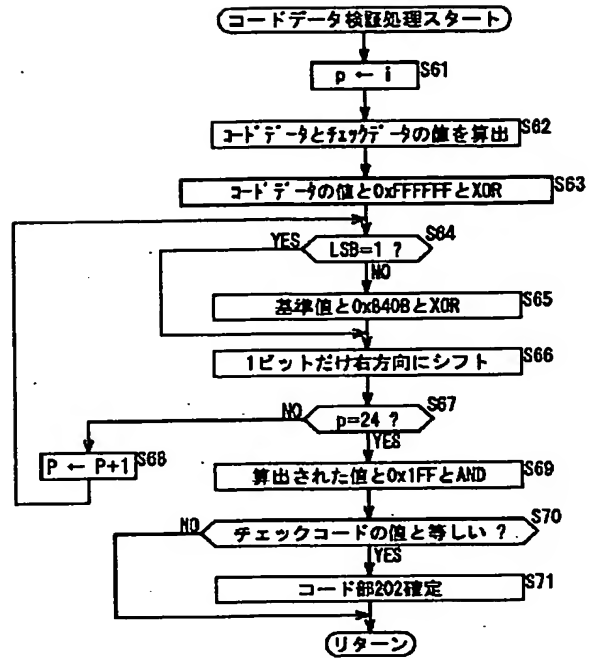 コードデータ検証処理スタート
p ← i S61
コードデータとチェックデータの値を算出 S62
コードデータの値と0xFFFFFFとXOR S63
YES LSB=1 ? S64
NO
基準値と0x840BとXOR S65
1ビットだけ右方向にシフト S66
NO p=24 ? S67
YES
P ← P+1 S68
算出された値と0x1FFとAND S69
NO チェックコードの値と等しい ? S70
YES
コード部202確定 S71
リターン